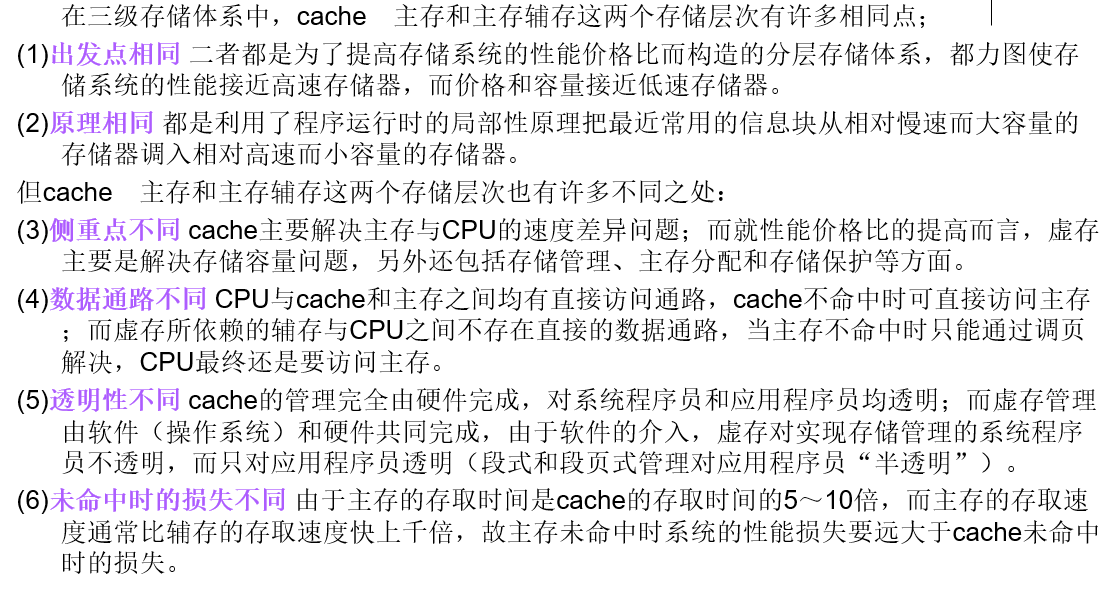 在三级存储体系中，cache　主存和主存辅存这两个存储层次有许多相同点；
(1)出发点相同 二者都是为了提高存储系统的性能价格比而构造的分层存储体系，都力图使存
储系统的性能接近高速存储器，而价格和容量接近低速存储器。
(2)原理相同 都是利用了程序运行时的局部性原理把最近常用的信息块从相对慢速而大容量的
存储器调入相对高速而小容量的存储器。
但cache　主存和主存辅存这两个存储层次也有许多不同之处：
(3)侧重点不同 cache主要解决主存与CPU的速度差异问题；而就性能价格比的提高而言，虚存
主要是解决存储容量问题，另外还包括存储管理、主存分配和存储保护等方面。
(4)数据通路不同 CPU与cache和主存之间均有直接访问通路，cache不命中时可直接访问主存
；而虚存所依赖的辅存与CPU之间不存在直接的数据通路，当主存不命中时只能通过调页
解决，CPU最终还是要访问主存。
(5)透明性不同 cache的管理完全由硬件完成，对系统程序员和应用程序员均透明；而虚存管理
由软件（操作系统）和硬件共同完成，由于软件的介入，虚存对实现存储管理的系统程序
员不透明，而只对应用程序员透明（段式和段页式管理对应用程序员“半透明”）。
(6)未命中时的损失不同 由于主存的存取时间是cache的存取时间的5～10倍，而主存的存取速
度通常比辅存的存取速度快上千倍，故主存未命中时系统的性能损失要远大于cache未命中
时的损失。